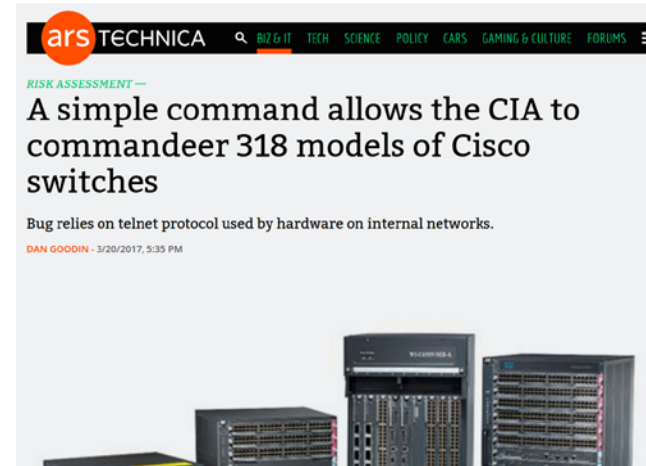 ars TECHNICA BIZ & IT TECH SCIENCE POLICY CARS GAMING & CULTURE FORUMS
RISK ASSESSMENT —
A simple command allows the CIA to
commandeer 318 models of Cisco
switches
Bug relies on telnet protocol used by hardware on internal networks.
DAN GOODIN - 3/20/2017, 5:35 PM